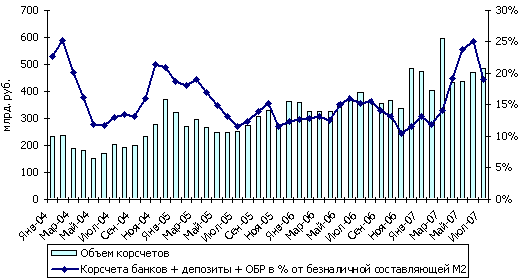 700
600
500
400
300
200
100
0
млрд. руб.
30%
25%
20%
15%
10%
5%
0%
Янв-04
Мар-04
Май-04
Июл-04
Сен-04
Ноя-04
Янв-05
Мар-05
Май-05
Июл-05
Сен-05
Ноя-05
Янв-06
Мар-06
Май-06
Июл-06
Сен-06
Ноя-06
Янв-07
Мар-07
Май-07
Июл-07
Объем корсчетов
Корсчета банков + депозиты + ОБР в % от безналичной составляющей М2